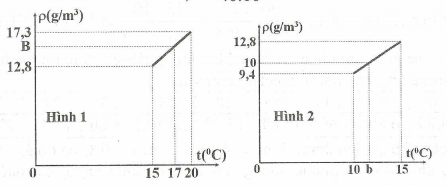 ρ(g/m³)
17,3
B
12,8
Hình 1
t(⁰C)
0
15 17 20
ρ(g/m³)
12,8
10
9,4
Hình 2
t(⁰C)
0
10 b 15